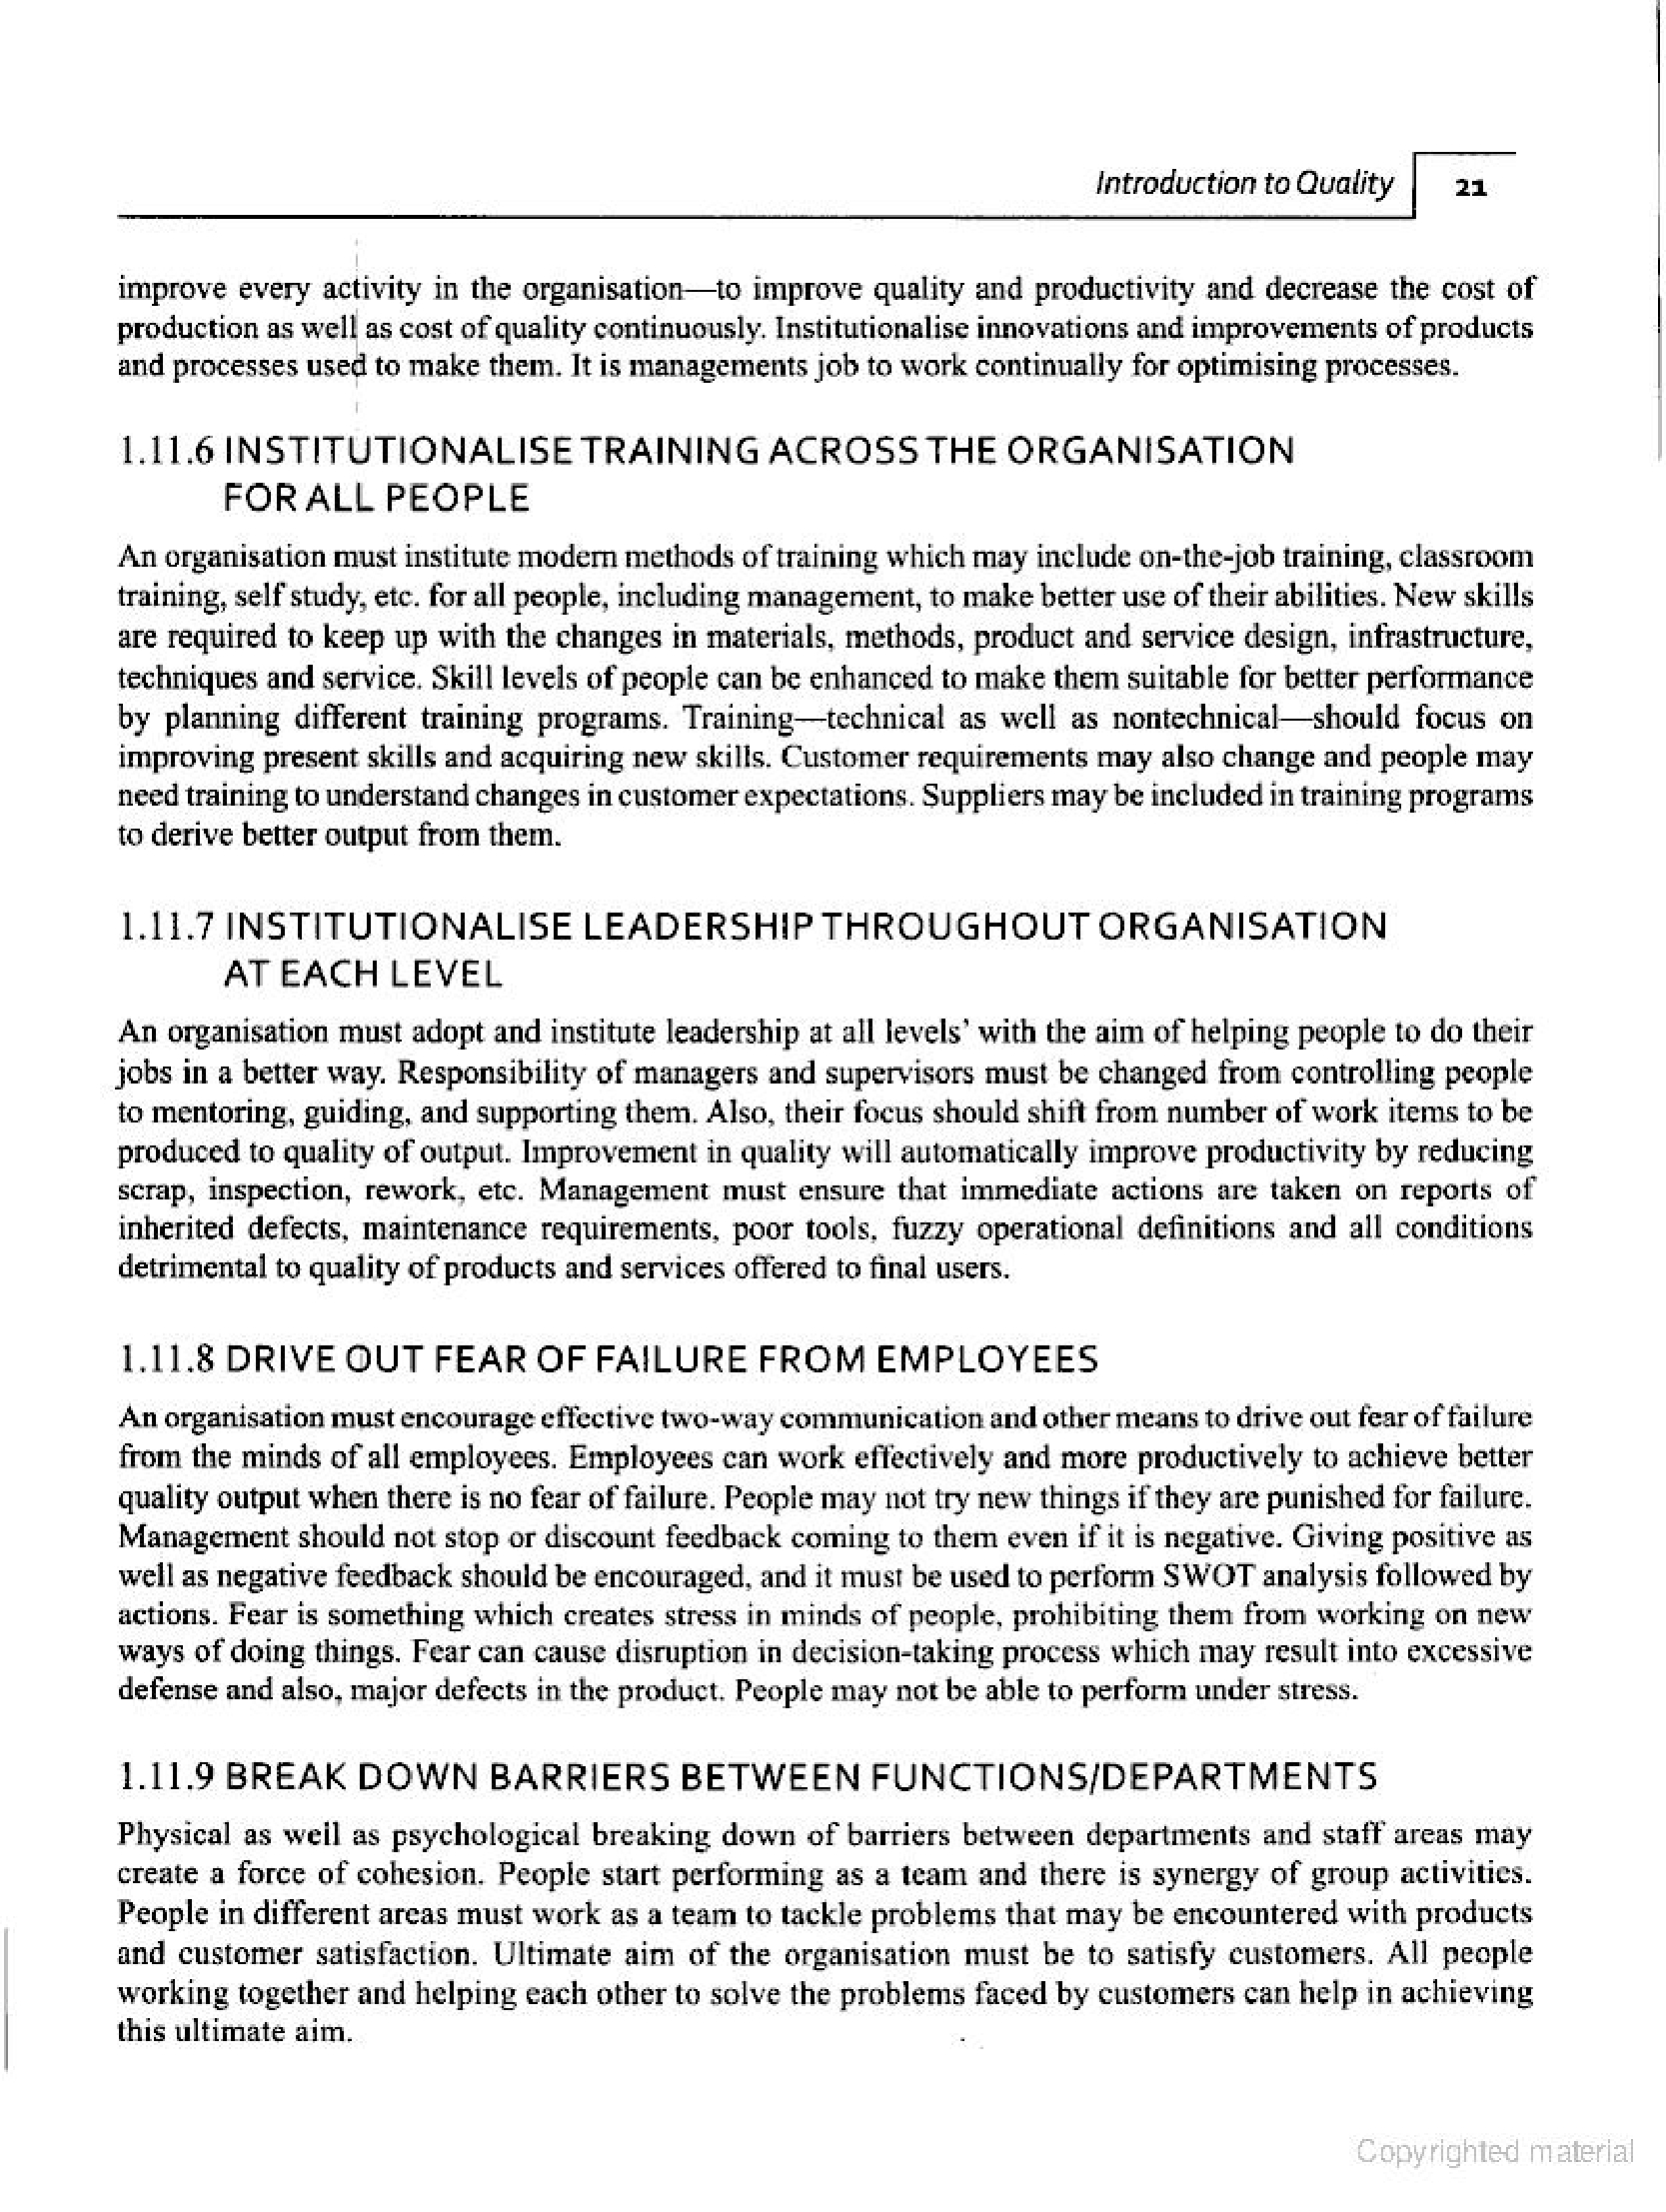 Introduction to Quality 21
improve every activity in the organisation—to improve quality and productivity and decrease the cost of
production as well as cost of quality continuously. Institutionalise innovations and improvements of products
and processes used to make them. It is managements job to work continually for optimising processes.
1.11.6 INSTITUTIONALISE TRAINING ACROSS THE ORGANISATION
FOR ALL PEOPLE
An organisation must institute modern methods of training which may include on-the-job training, classroom
training, self study, etc. for all people, including management, to make better use of their abilities. New skills
are required to keep up with the changes in materials, methods, product and service design, infrastructure,
techniques and service. Skill levels of people can be enhanced to make them suitable for better performance
by planning different training programs. Training—technical as well as nontechnical—should focus on
improving present skills and acquiring new skills. Customer requirements may also change and people may
need training to understand changes in customer expectations. Suppliers may be included in training programs
to derive better output from them.
1.11.7 INSTITUTIONALISE LEADERSHIP THROUGHOUT ORGANISATION
AT EACH LEVEL
An organisation must adopt and institute leadership at all levels' with the aim of helping people to do their
jobs in a better way. Responsibility of managers and supervisors must be changed from controlling people
to mentoring, guiding, and supporting them. Also, their focus should shift from number of work items to be
produced to quality of output. Improvement in quality will automatically improve productivity by reducing
scrap, inspection, rework, etc. Management must ensure that immediate actions are taken on reports of
inherited defects, maintenance requirements, poor tools, fuzzy operational definitions and all conditions
detrimental to quality of products and services offered to final users.
1.11.8 DRIVE OUT FEAR OF FAILURE FROM EMPLOYEES
An organisation must encourage effective two-way communication and other means to drive out fear of failure
from the minds of all employees. Employees can work effectively and more productively to achieve better
quality output when there is no fear of failure. People may not try new things if they are punished for failure.
Management should not stop or discount feedback coming to them even if it is negative. Giving positive as
well as negative feedback should be encouraged, and it must be used to perform SWOT analysis followed by
actions. Fear is something which creates stress in minds of people, prohibiting them from working on new
ways of doing things. Fear can cause disruption in decision-taking process which may result into excessive
defense and also, major defects in the product. People may not be able to perform under stress.
1.11.9 BREAK DOWN BARRIERS BETWEEN FUNCTIONS/DEPARTMENTS
Physical as well as psychological breaking down of barriers between departments and staff areas may
create a force of cohesion. People start performing as a team and there is synergy of group activities.
People in different areas must work as a team to tackle problems that may be encountered with products
and customer satisfaction. Ultimate aim of the organisation must be to satisfy customers. All people
working together and helping each other to solve the problems faced by customers can help in achieving
this ultimate aim.
Copyrighted material